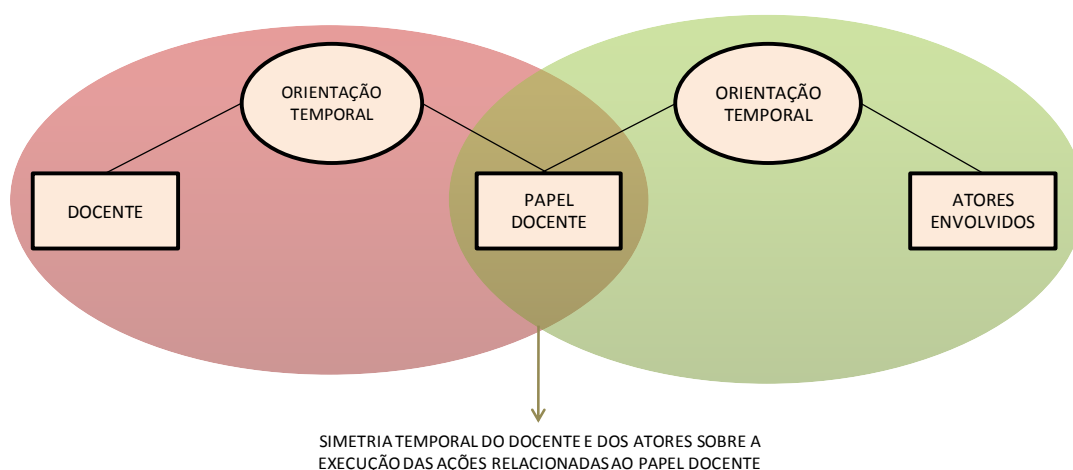 ORIENTAÇÃO
TEMPORAL
ORIENTAÇÃO
TEMPORAL
DOCENTE
PAPEL
DOCENTE
ATORES
ENVOLVIDOS
SIMETRIA TEMPORAL DO DOCENTE E DOS ATORES SOBRE A
EXECUÇÃO DAS AÇÕES RELACIONADAS AO PAPEL DOCENTE